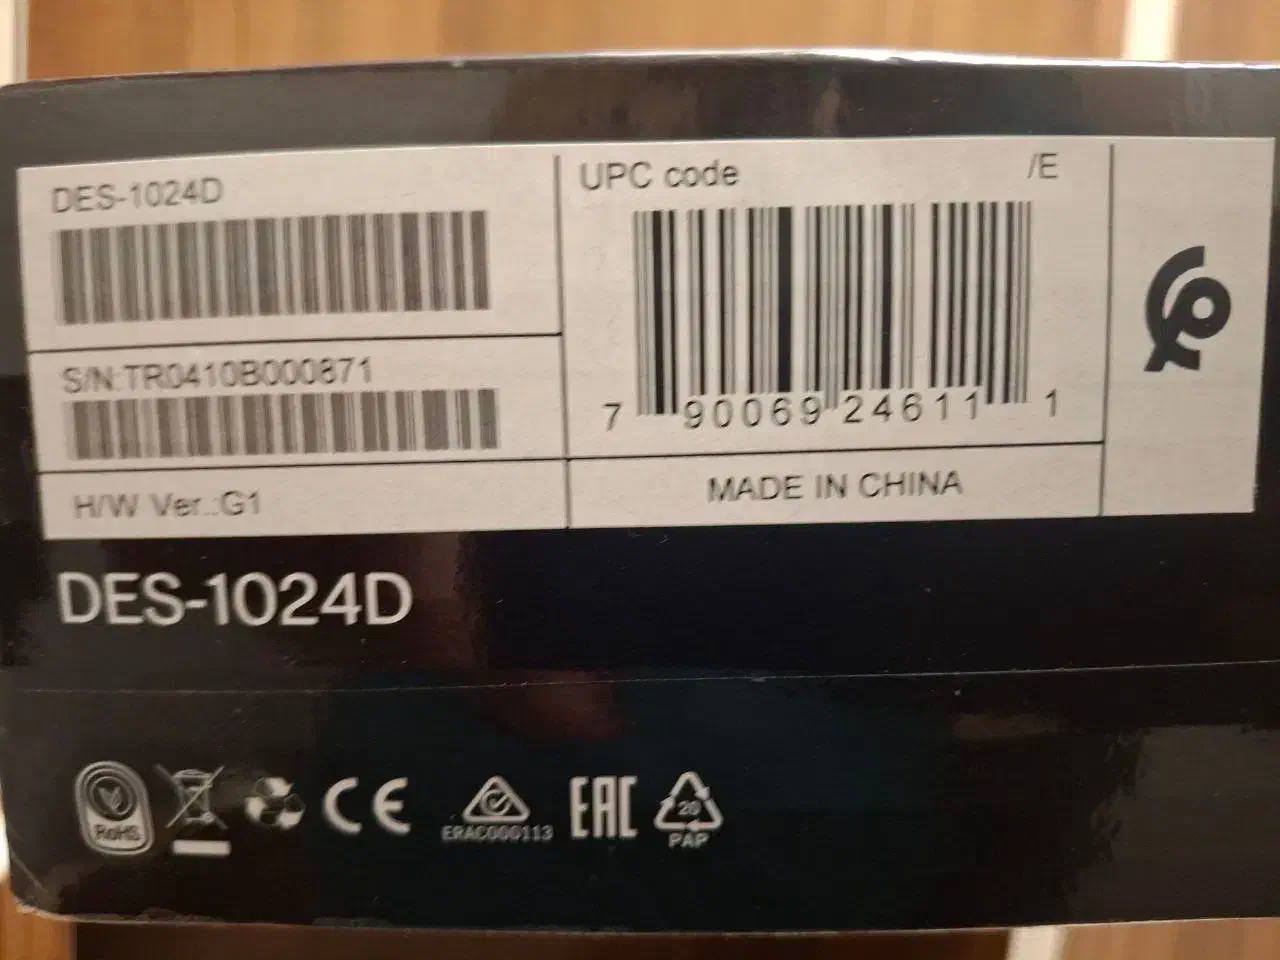 DES-1024D
S/N:TR0410B000871
H/W Ver.:G1
UPC code /E
7 90069 24611 1
MADE IN CHINA
DES-1024D
RoHS
CE
ERAC000113
EAC
20
PAP